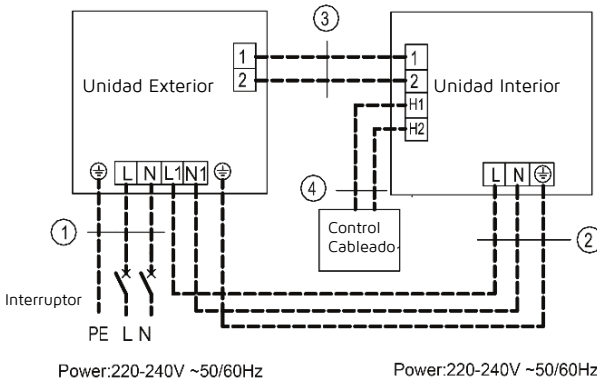 3
Unidad Exterior
1
2
1
2
H1
H2
Unidad Interior
L N L1 N1
L N
4
1
Control
Cableado
2
Interruptor
PE L N
Power:220-240V ~50/60Hz
Power:220-240V ~50/60Hz